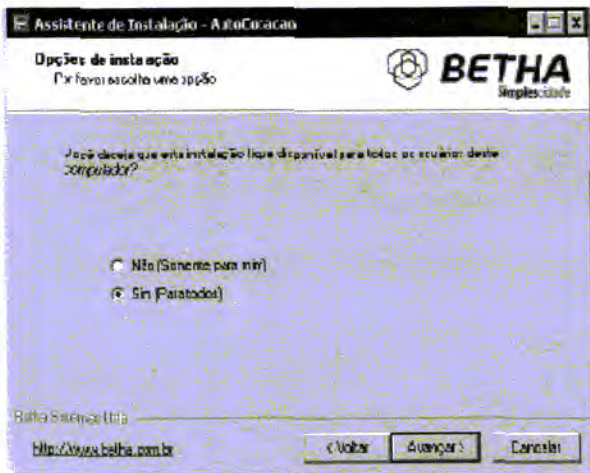 Assistente de Instalação - AutoCotacao
Opções de instalação
Por favor escolha uma opção
BETHA
Simplescidade
Você deseja que esta instalação fique disponível para todos os usuários deste
computador?
Não (Somente para mim)
Sim (Para todos)
Betha Sistemas Ltda
http://www.betha.com.br
< Voltar
Avançar >
Cancelar